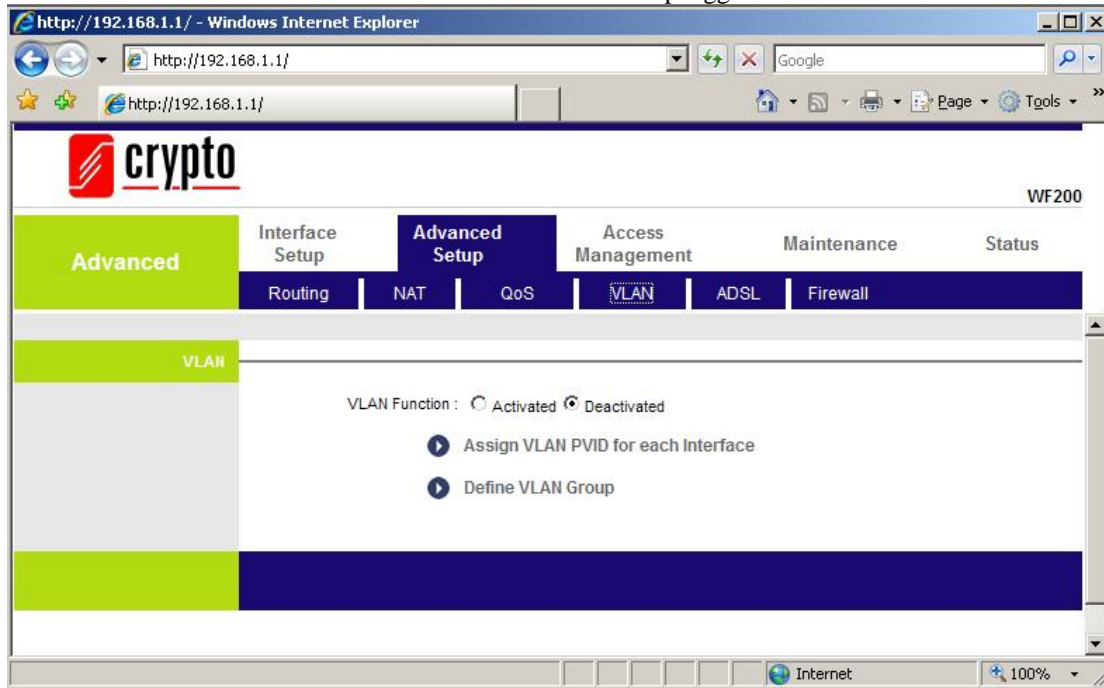 http://192.168.1.1/ - Windows Internet Explorer
http://192.168.1.1/
Google
http://192.168.1.1/
Page
Tools
crypto
WF200
Advanced
Interface Setup
Advanced Setup
Access Management
Maintenance
Status
Routing
NAT
QoS
VLAN
ADSL
Firewall
VLAN
VLAN Function : Activated Deactivated
Assign VLAN PVID for each Interface
Define VLAN Group
Internet
100%